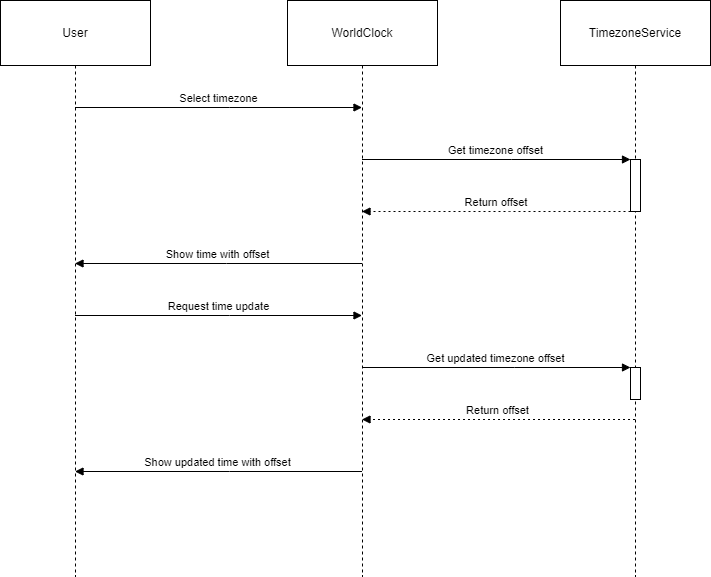 User
WorldClock
TimezoneService
Select timezone
Get timezone offset
Return offset
Show time with offset
Request time update
Get updated timezone offset
Return offset
Show updated time with offset